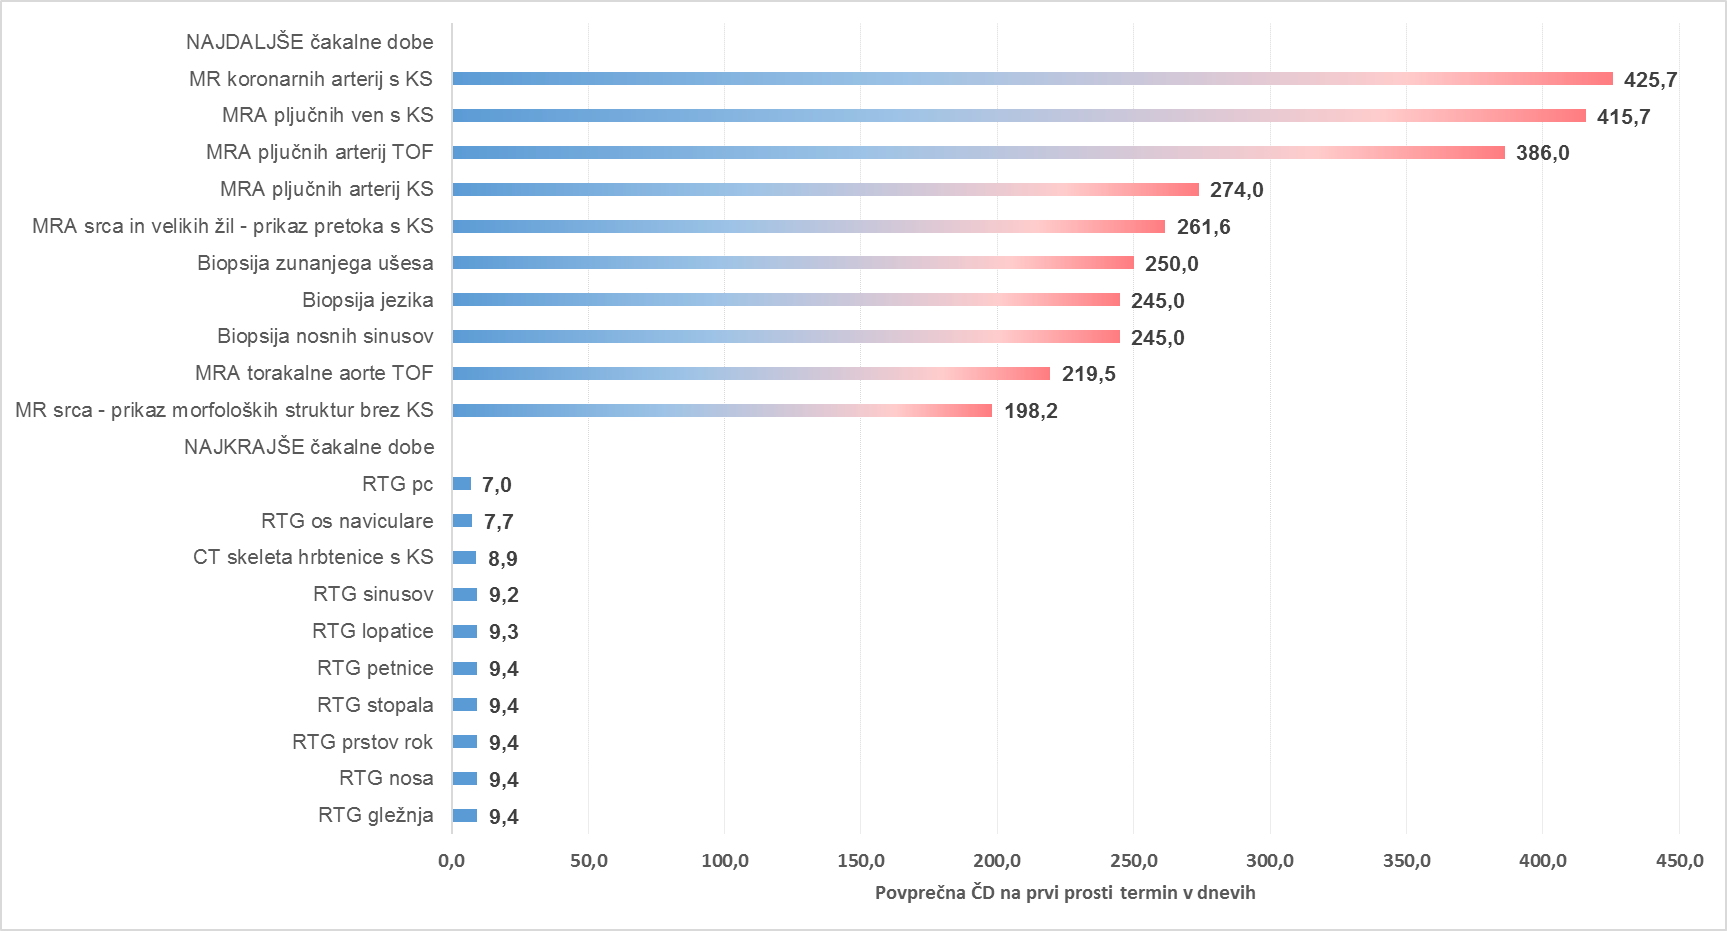 NAJDALJŠE čakalne dobe
MR koronarnih arterij s KS 425,7
MRA pljučnih ven s KS 415,7
MRA pljučnih arterij TOF 386,0
MRA pljučnih arterij KS 274,0
MRA srca in velikih žil - prikaz pretoka s KS 261,6
Biopsija zunanjega ušesa 250,0
Biopsija jezika 245,0
Biopsija nosnih sinusov 245,0
MRA torakalne aorte TOF 219,5
MR srca - prikaz morfoloških struktur brez KS 198,2
NAJKRAJŠE čakalne dobe
RTG pc 7,0
RTG os naviculare 7,7
CT skeleta hrbtenice s KS 8,9
RTG sinusov 9,2
RTG lopatice 9,3
RTG petnice 9,4
RTG stopala 9,4
RTG prstov rok 9,4
RTG nosa 9,4
RTG gležnja 9,4
0,0 50,0 100,0 150,0 200,0 250,0 300,0 350,0 400,0 450,0
Povprečna ČD na prvi prosti termin v dnevih